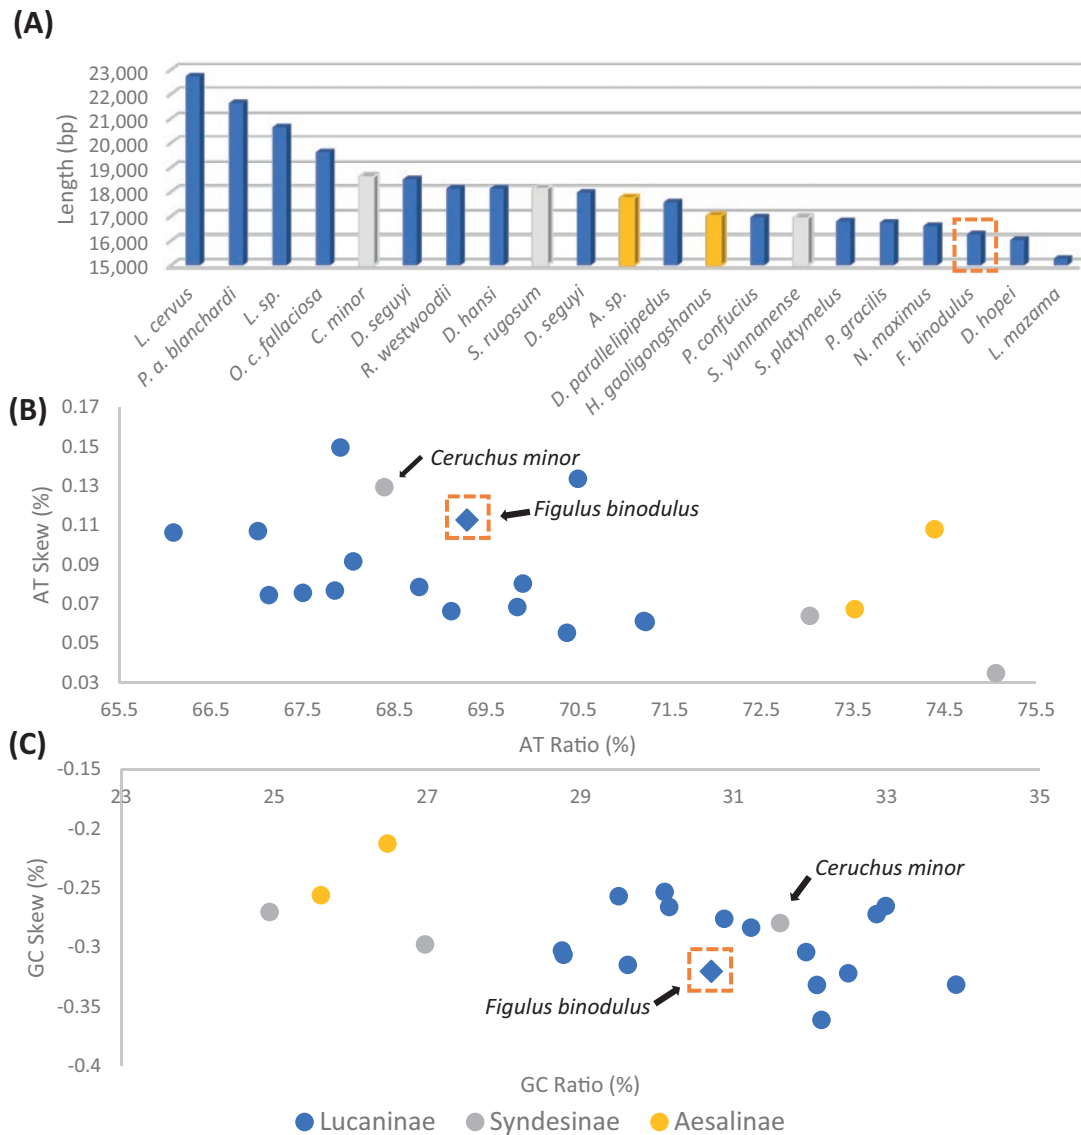 (A)
Length (bp)
23,000
22,000
21,000
20,000
19,000
18,000
17,000
16,000
15,000
L. cervus
P. a. blanchardi
L. sp.
O. c. fallaciosa
C. minor
D. seguyi
R. westwoodii
D. hansi
S. rugosum
D. seguyi
A. sp.
D. parallelipipedus
H. gaoligongshanus
P. confucius
S. yunnanense
S. platymelus
P. gracilis
N. maximus
F. binodulus
D. hopei
L. mazama
(B)
AT Skew (%)
0.17
0.15
0.13
0.11
0.09
0.07
0.05
0.03
Ceruchus minor
Figulus binodulus
65.5 66.5 67.5 68.5 69.5 70.5 71.5 72.5 73.5 74.5 75.5
AT Ratio (%)
(C)
GC Skew (%)
-0.15
23 25 27 29 31 33 35
-0.2
-0.25
-0.3
-0.35
-0.4
Ceruchus minor
Figulus binodulus
GC Ratio (%)
Lucaninae Syndesinae Aesalinae